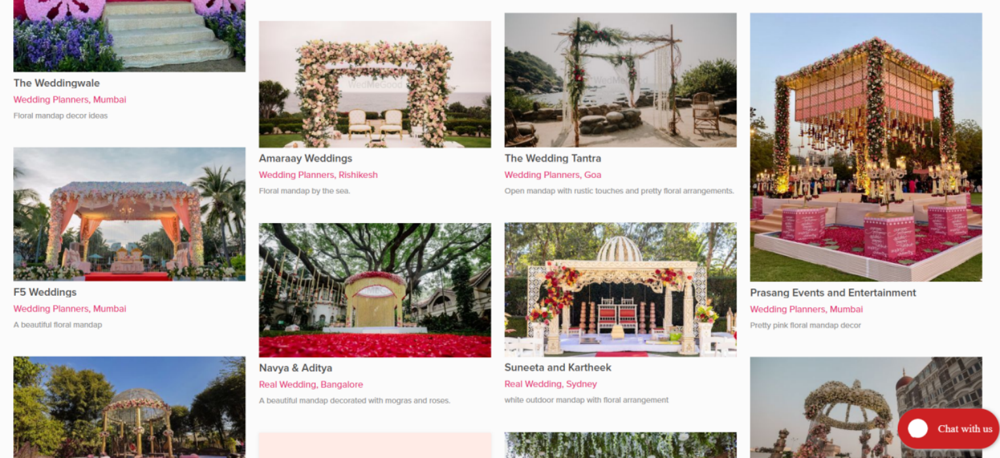 The Weddingwale
Wedding Planners, Mumbai
Floral mandap decor ideas
F5 Weddings
Wedding Planners, Mumbai
A beautiful floral mandap
WedMeGood
Amaraay Weddings
Wedding Planners, Rishikesh
Floral mandap by the sea.
Navya & Aditya
Real Wedding, Bangalore
A beautiful mandap decorated with mogras and roses.
WedMeGood
The Wedding Tantra
Wedding Planners, Goa
Open mandap with rustic touches and pretty floral arrangements.
Suneeta and Kartheek
Real Wedding, Sydney
white outdoor mandap with floral arrangement
Prasang Events and Entertainment
Wedding Planners, Mumbai
Pretty pink floral mandap decor
Chat with us